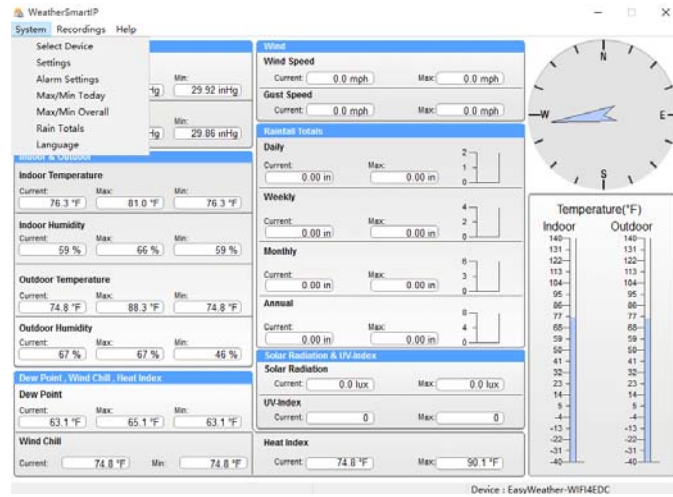 WeatherSmartIP
System Recordings Help
Select Device
Settings
Alarm Settings
Max/Min Today
Max/Min Overall
Rain Totals
Language
Min:
Hg 29.92 inHg
Min:
Hg 29.86 inHg
Indoor & Outdoor
Indoor Temperature
Current: Max: Min:
76.3 °F 81.0 °F 76.3 °F
Indoor Humidity
Current: Max: Min:
59 % 66 % 59 %
Outdoor Temperature
Current: Max: Min:
74.8 °F 88.3 °F 74.8 °F
Outdoor Humidity
Current: Max: Min:
67 % 67 % 46 %
Dew Point , Wind Chill , Heat Index
Dew Point
Current: Max: Min:
63.1 °F 65.1 °F 63.1 °F
Wind Chill
Current: 74.8 °F Min: 74.8 °F
Wind
Wind Speed
Current: 0.0 mph Max: 0.0 mph
Gust Speed
Current: 0.0 mph Max: 0.0 mph
Rainfall Totals
Daily
Current: Max:
0.00 in 0.00 in
2
1
0
Weekly
Current: Max:
0.00 in 0.00 in
4
2
0
Monthly
Current: Max:
0.00 in 0.00 in
6
3
0
Annual
Current: Max:
0.00 in 0.00 in
8
4
0
Solar Radiation & UV-Index
Solar Radiation
Current: 0.0 lux Max: 0.0 lux
UV-Index
Current: 0 Max: 0
Heat Index
Current: 74.8 °F Max: 90.1 °F
N
W E
S
Temperature(°F)
Indoor Outdoor
140 140
131 131
122 122
113 113
104 104
95 95
86 86
77 77
68 68
59 59
50 50
41 41
32 32
23 23
14 14
5 5
-4 -4
-13 -13
-22 -22
-31 -31
-40 -40
Device : EasyWeather-WIFI4EDC